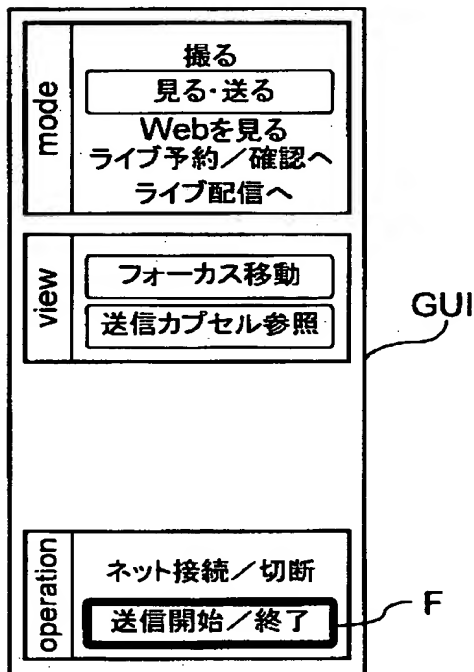 mode
撮る
見る・送る
Webを見る
ライブ予約／確認へ
ライブ配信へ
view
フォーカス移動
送信カプセル参照
GUI
operation
ネット接続／切断
送信開始／終了
F